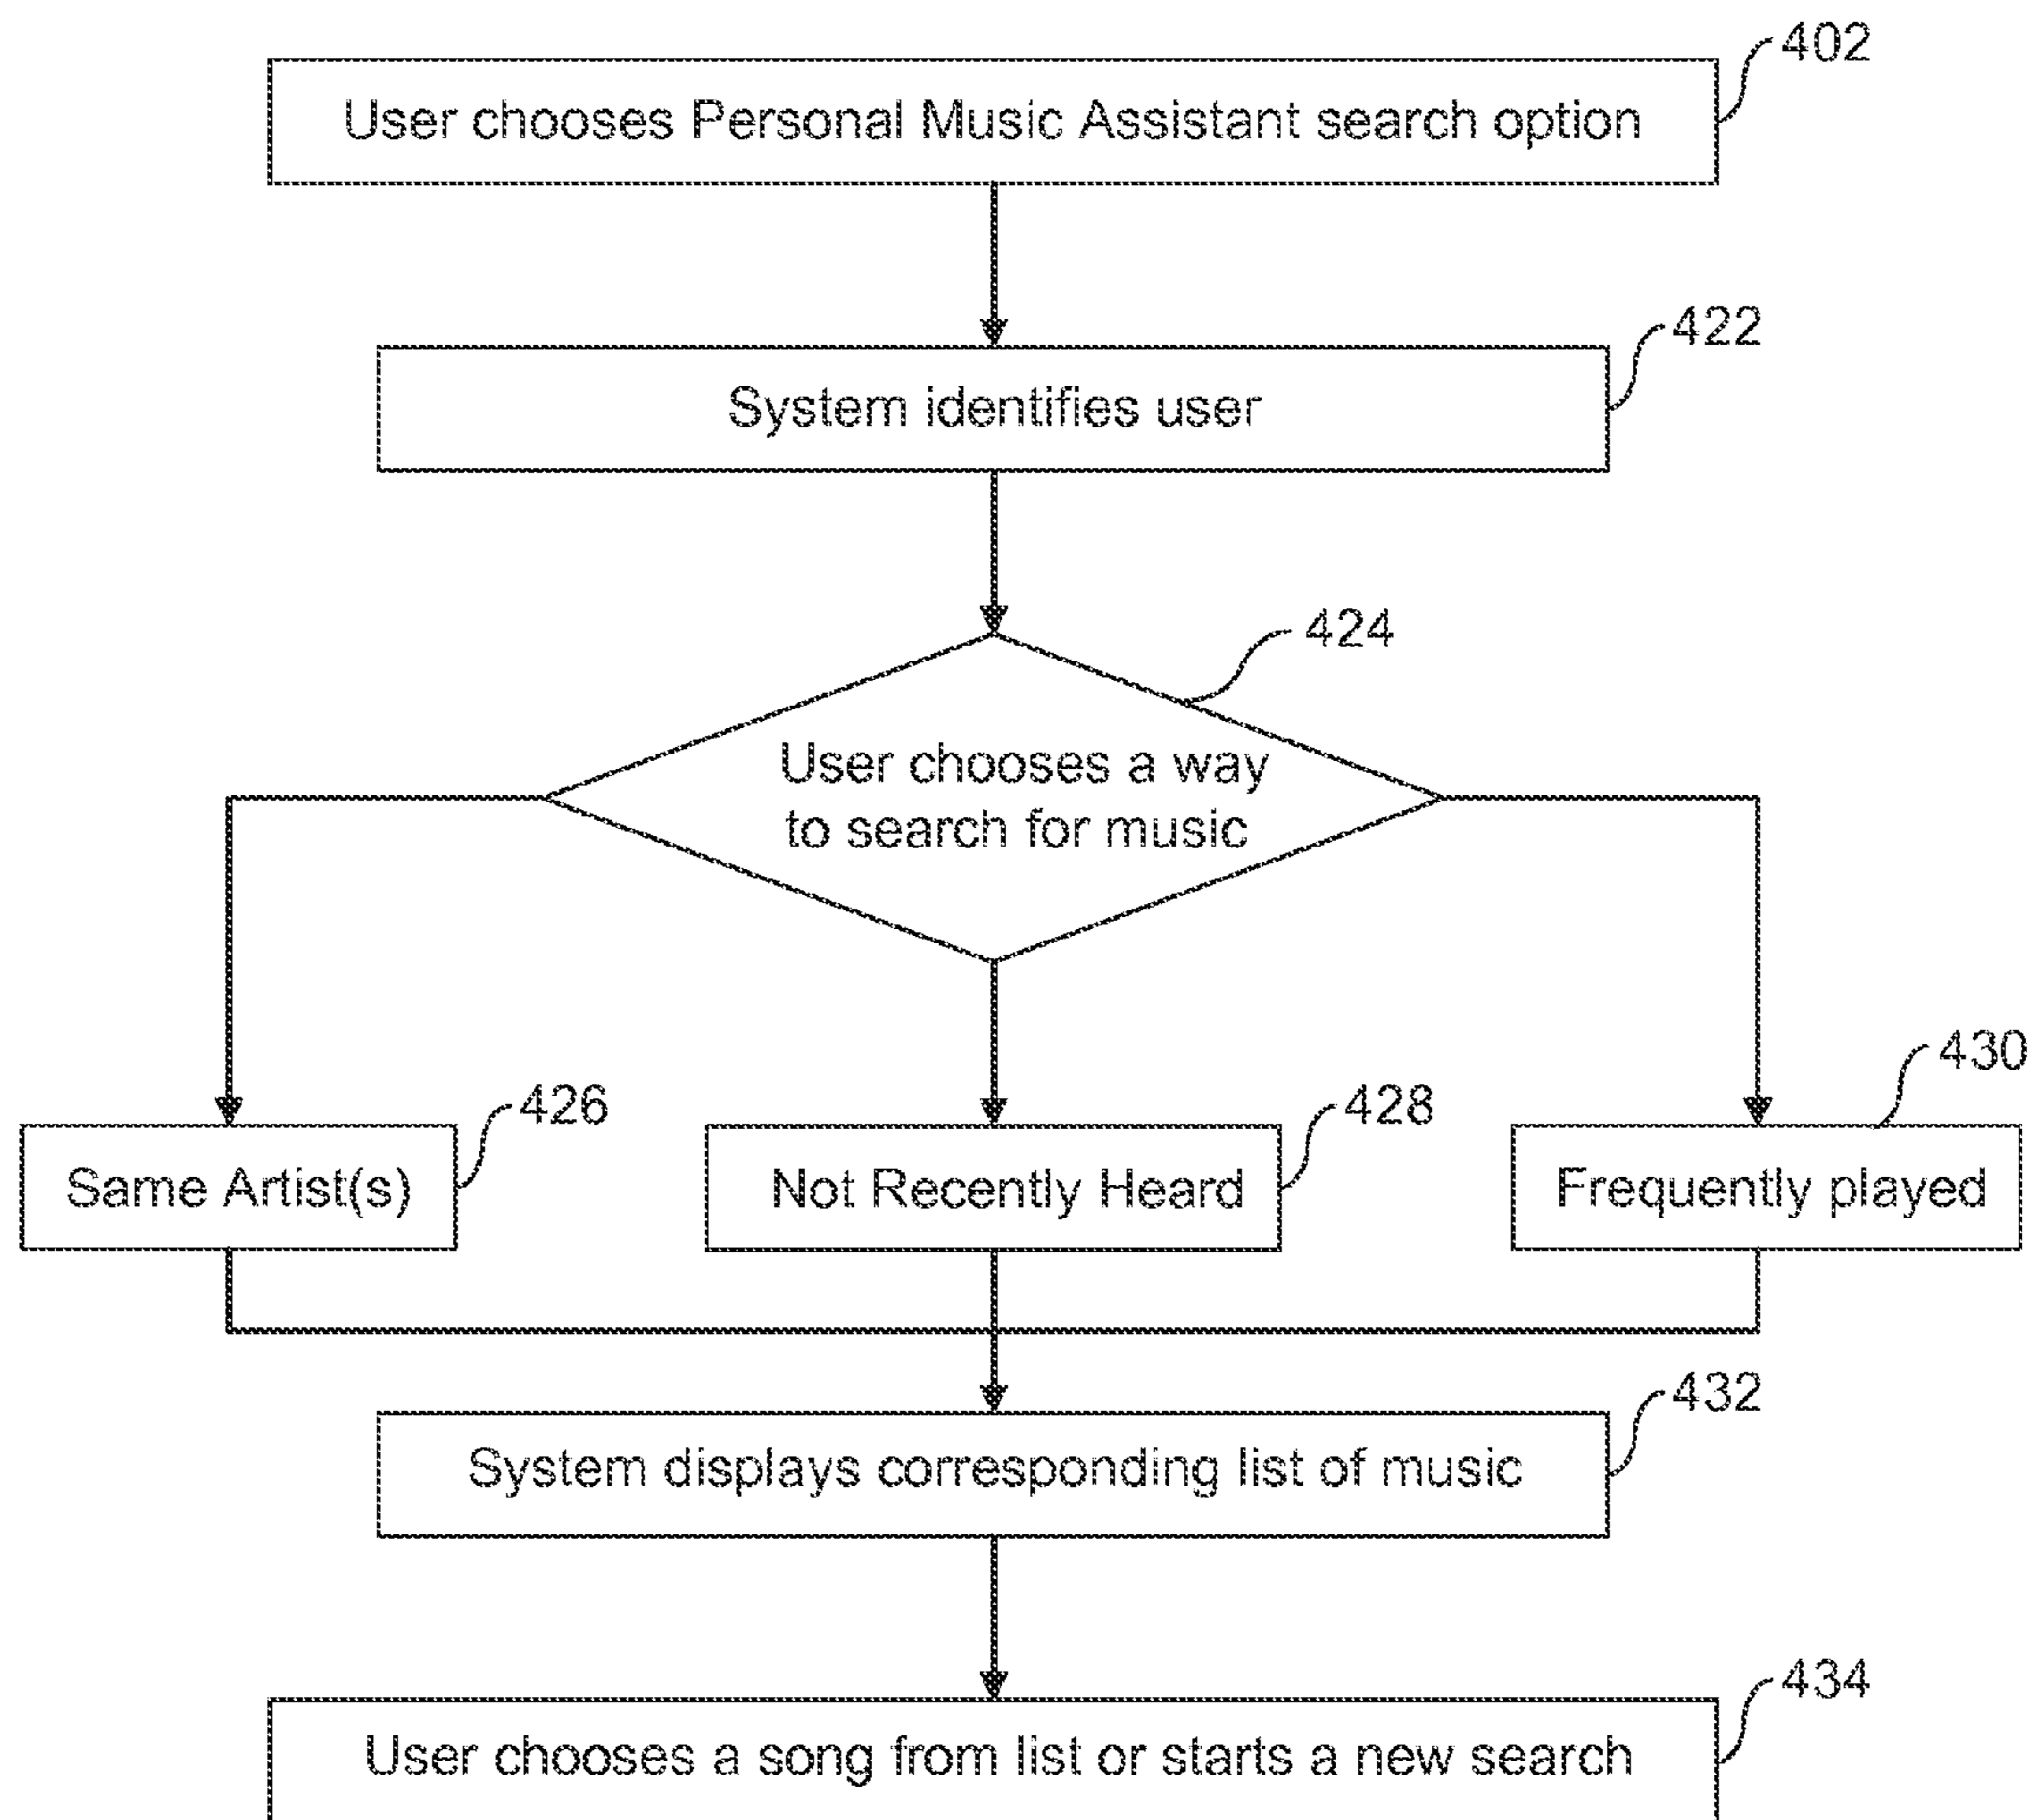 402
User chooses Personal Music Assistant search option
422
System identifies user
424
User chooses a way
to search for music
430
426
428
Same Artist(s)
Not Recently Heard
Frequently played
432
System displays corresponding list of music
434
User chooses a song from list or starts a new search